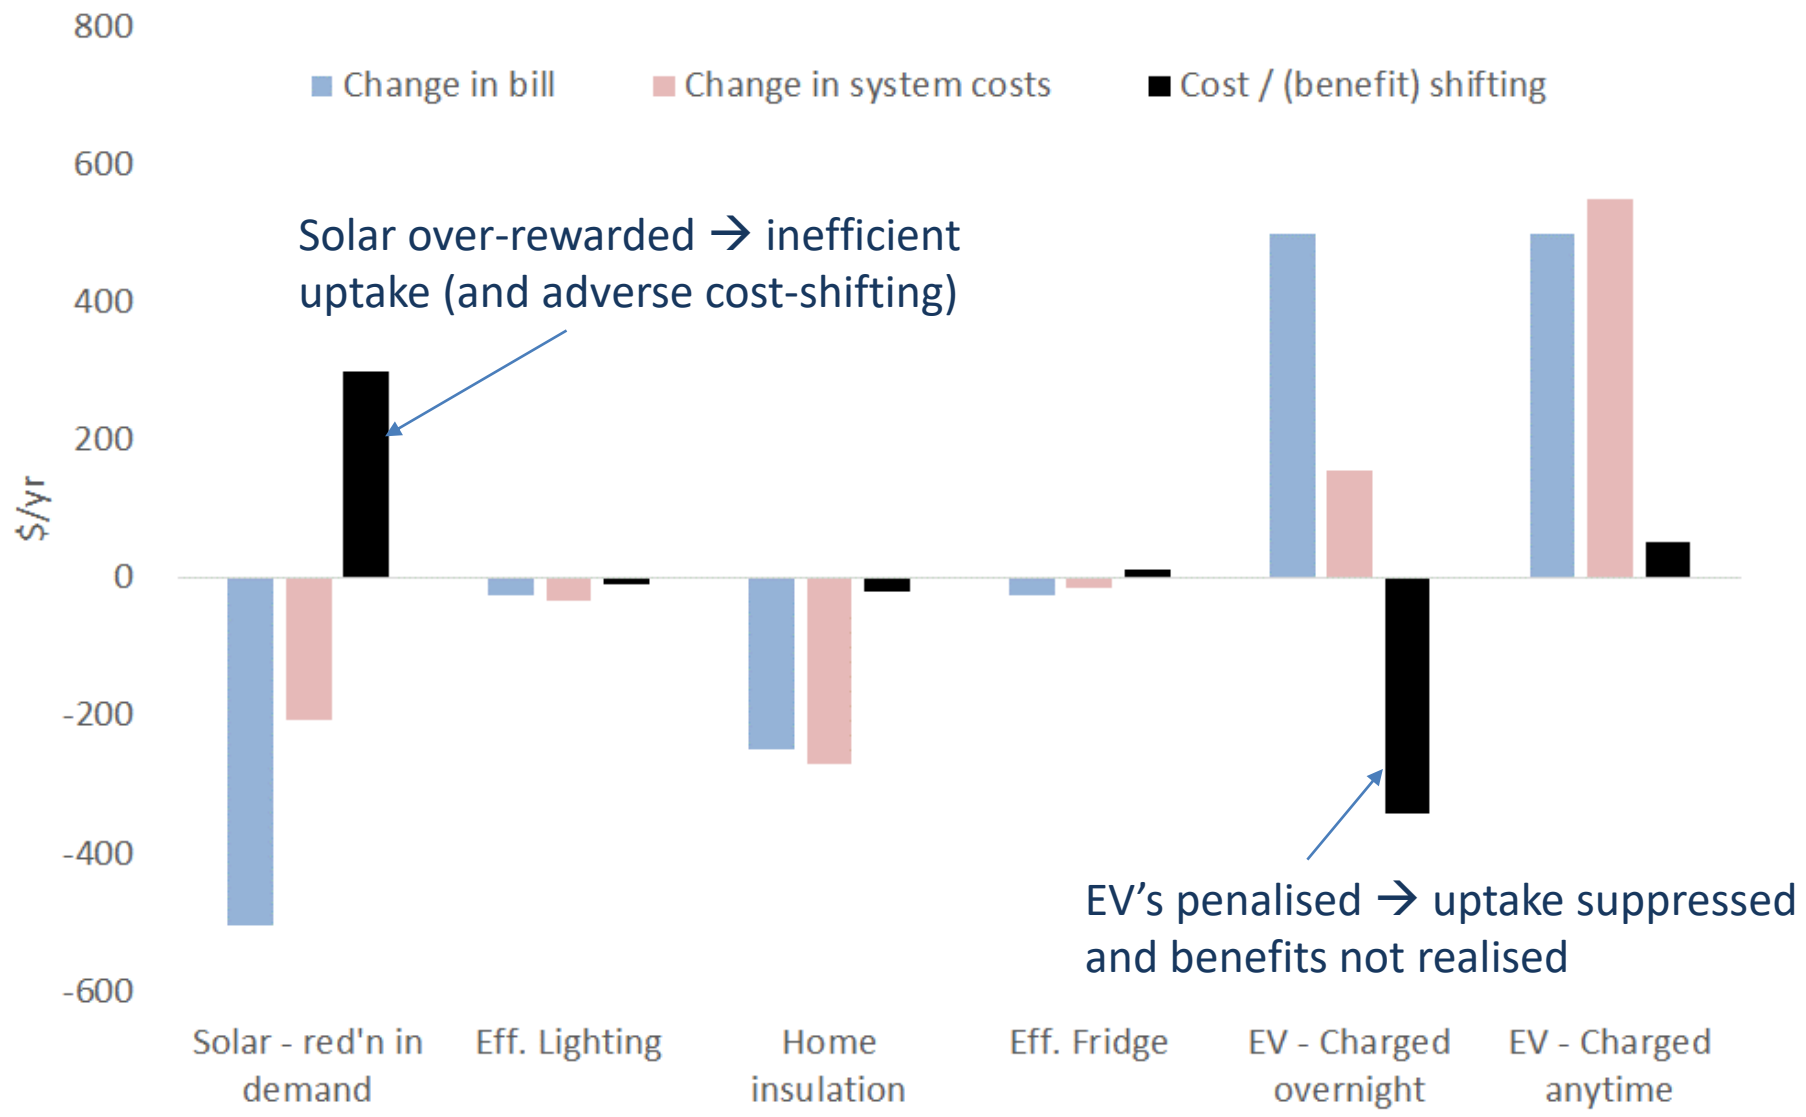 800
Change in bill
Change in system costs
Cost / (benefit) shifting
600
Solar over-rewarded → inefficient
uptake (and adverse cost-shifting)
400
200
$/yr
0
-200
-400
EV's penalised → uptake suppressed
and benefits not realised
-600
Solar - red'n in
demand
Eff. Lighting
Home
insulation
Eff. Fridge
EV - Charged
overnight
EV - Charged
anytime